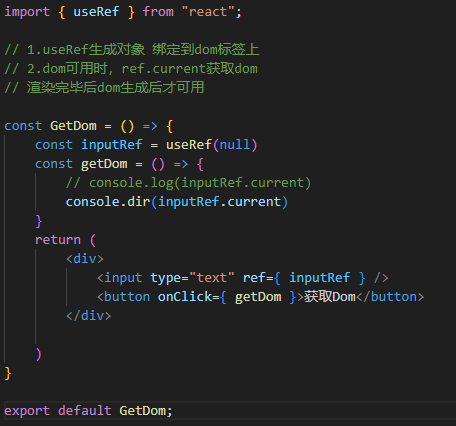 import { useRef } from "react";
// 1.useRef生成对象 绑定到dom标签上
// 2.dom可用时，ref.current获取dom
// 渲染完毕后dom生成后才可用
const GetDom = () => {
    const inputRef = useRef(null)
    const getDom = () => {
        // console.log(inputRef.current)
        console.dir(inputRef.current)
    }
    return (
        <div>
            <input type="text" ref={ inputRef } />
            <button onClick={ getDom }>获取Dom</button>
        </div>
    )
}
export default GetDom;